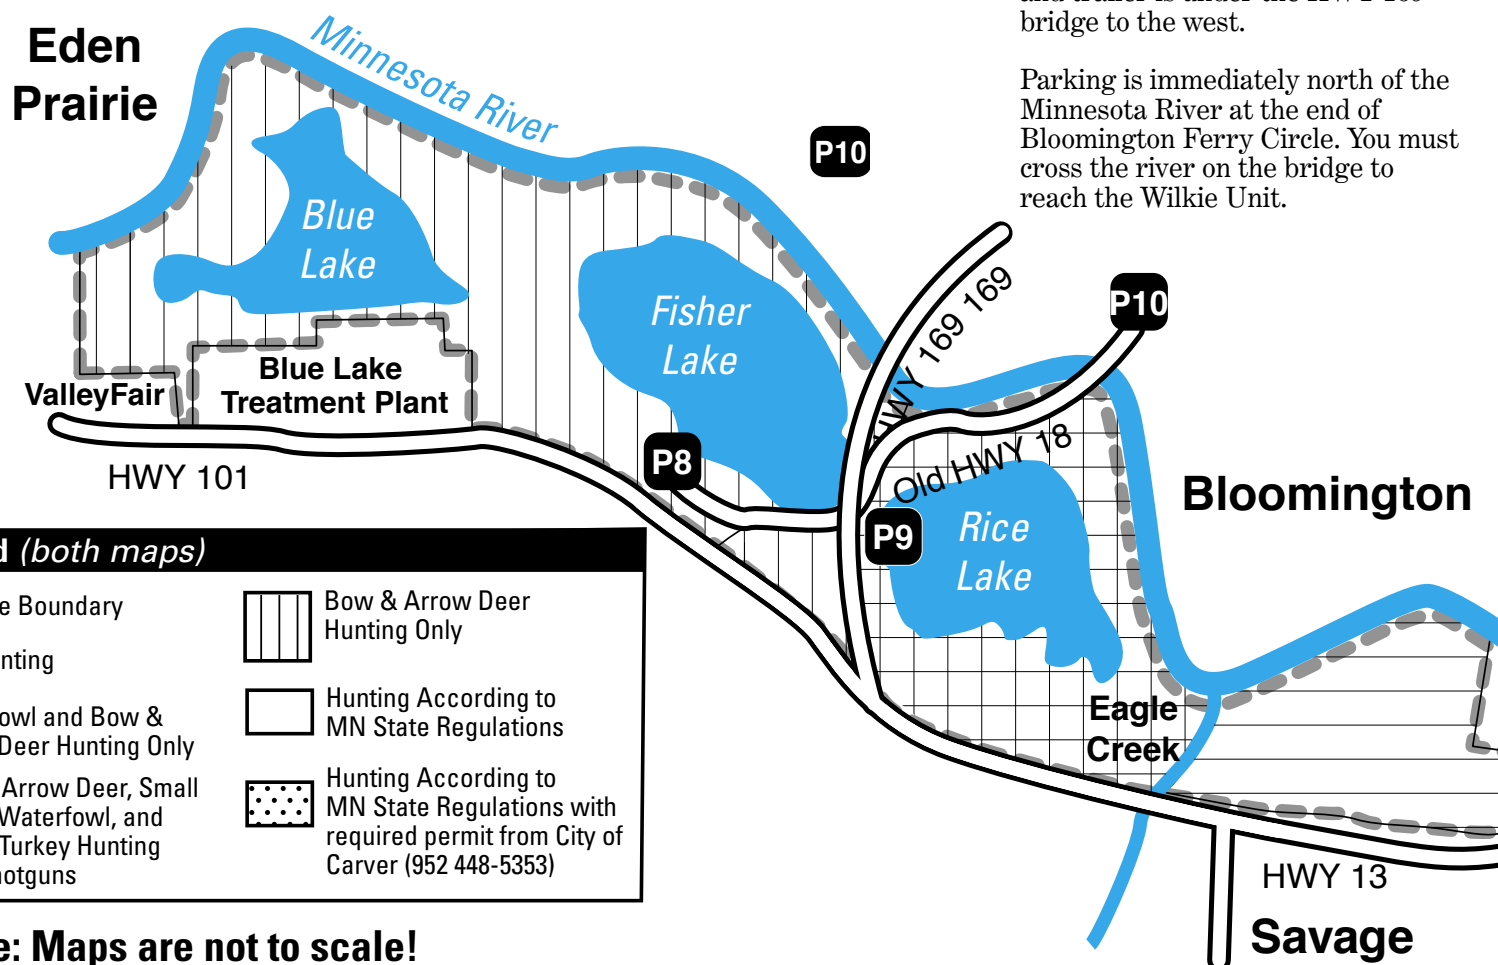 bridge to the west.
Parking is immediately north of the
Minnesota River at the end of
Bloomington Ferry Circle. You must
cross the river on the bridge to
reach the Wilkie Unit.
Eden
Prairie
Minnesota River
P10
Blue
Lake
Fisher
Lake
HWY 169 169
P10
ValleyFair
Blue Lake
Treatment Plant
HWY 101
P8
Old HWY 18
P9
Rice
Lake
Bloomington
Eagle
Creek
HWY 13
Savage
(both maps)
Boundary
owl and Bow &
Deer Hunting Only
Arrow Deer, Small
Waterfowl, and
Turkey Hunting
Bow & Arrow Deer
Hunting Only
Hunting According to
MN State Regulations
Hunting According to
MN State Regulations with
required permit from City of
Carver (952 448-5353)
e: Maps are not to scale!